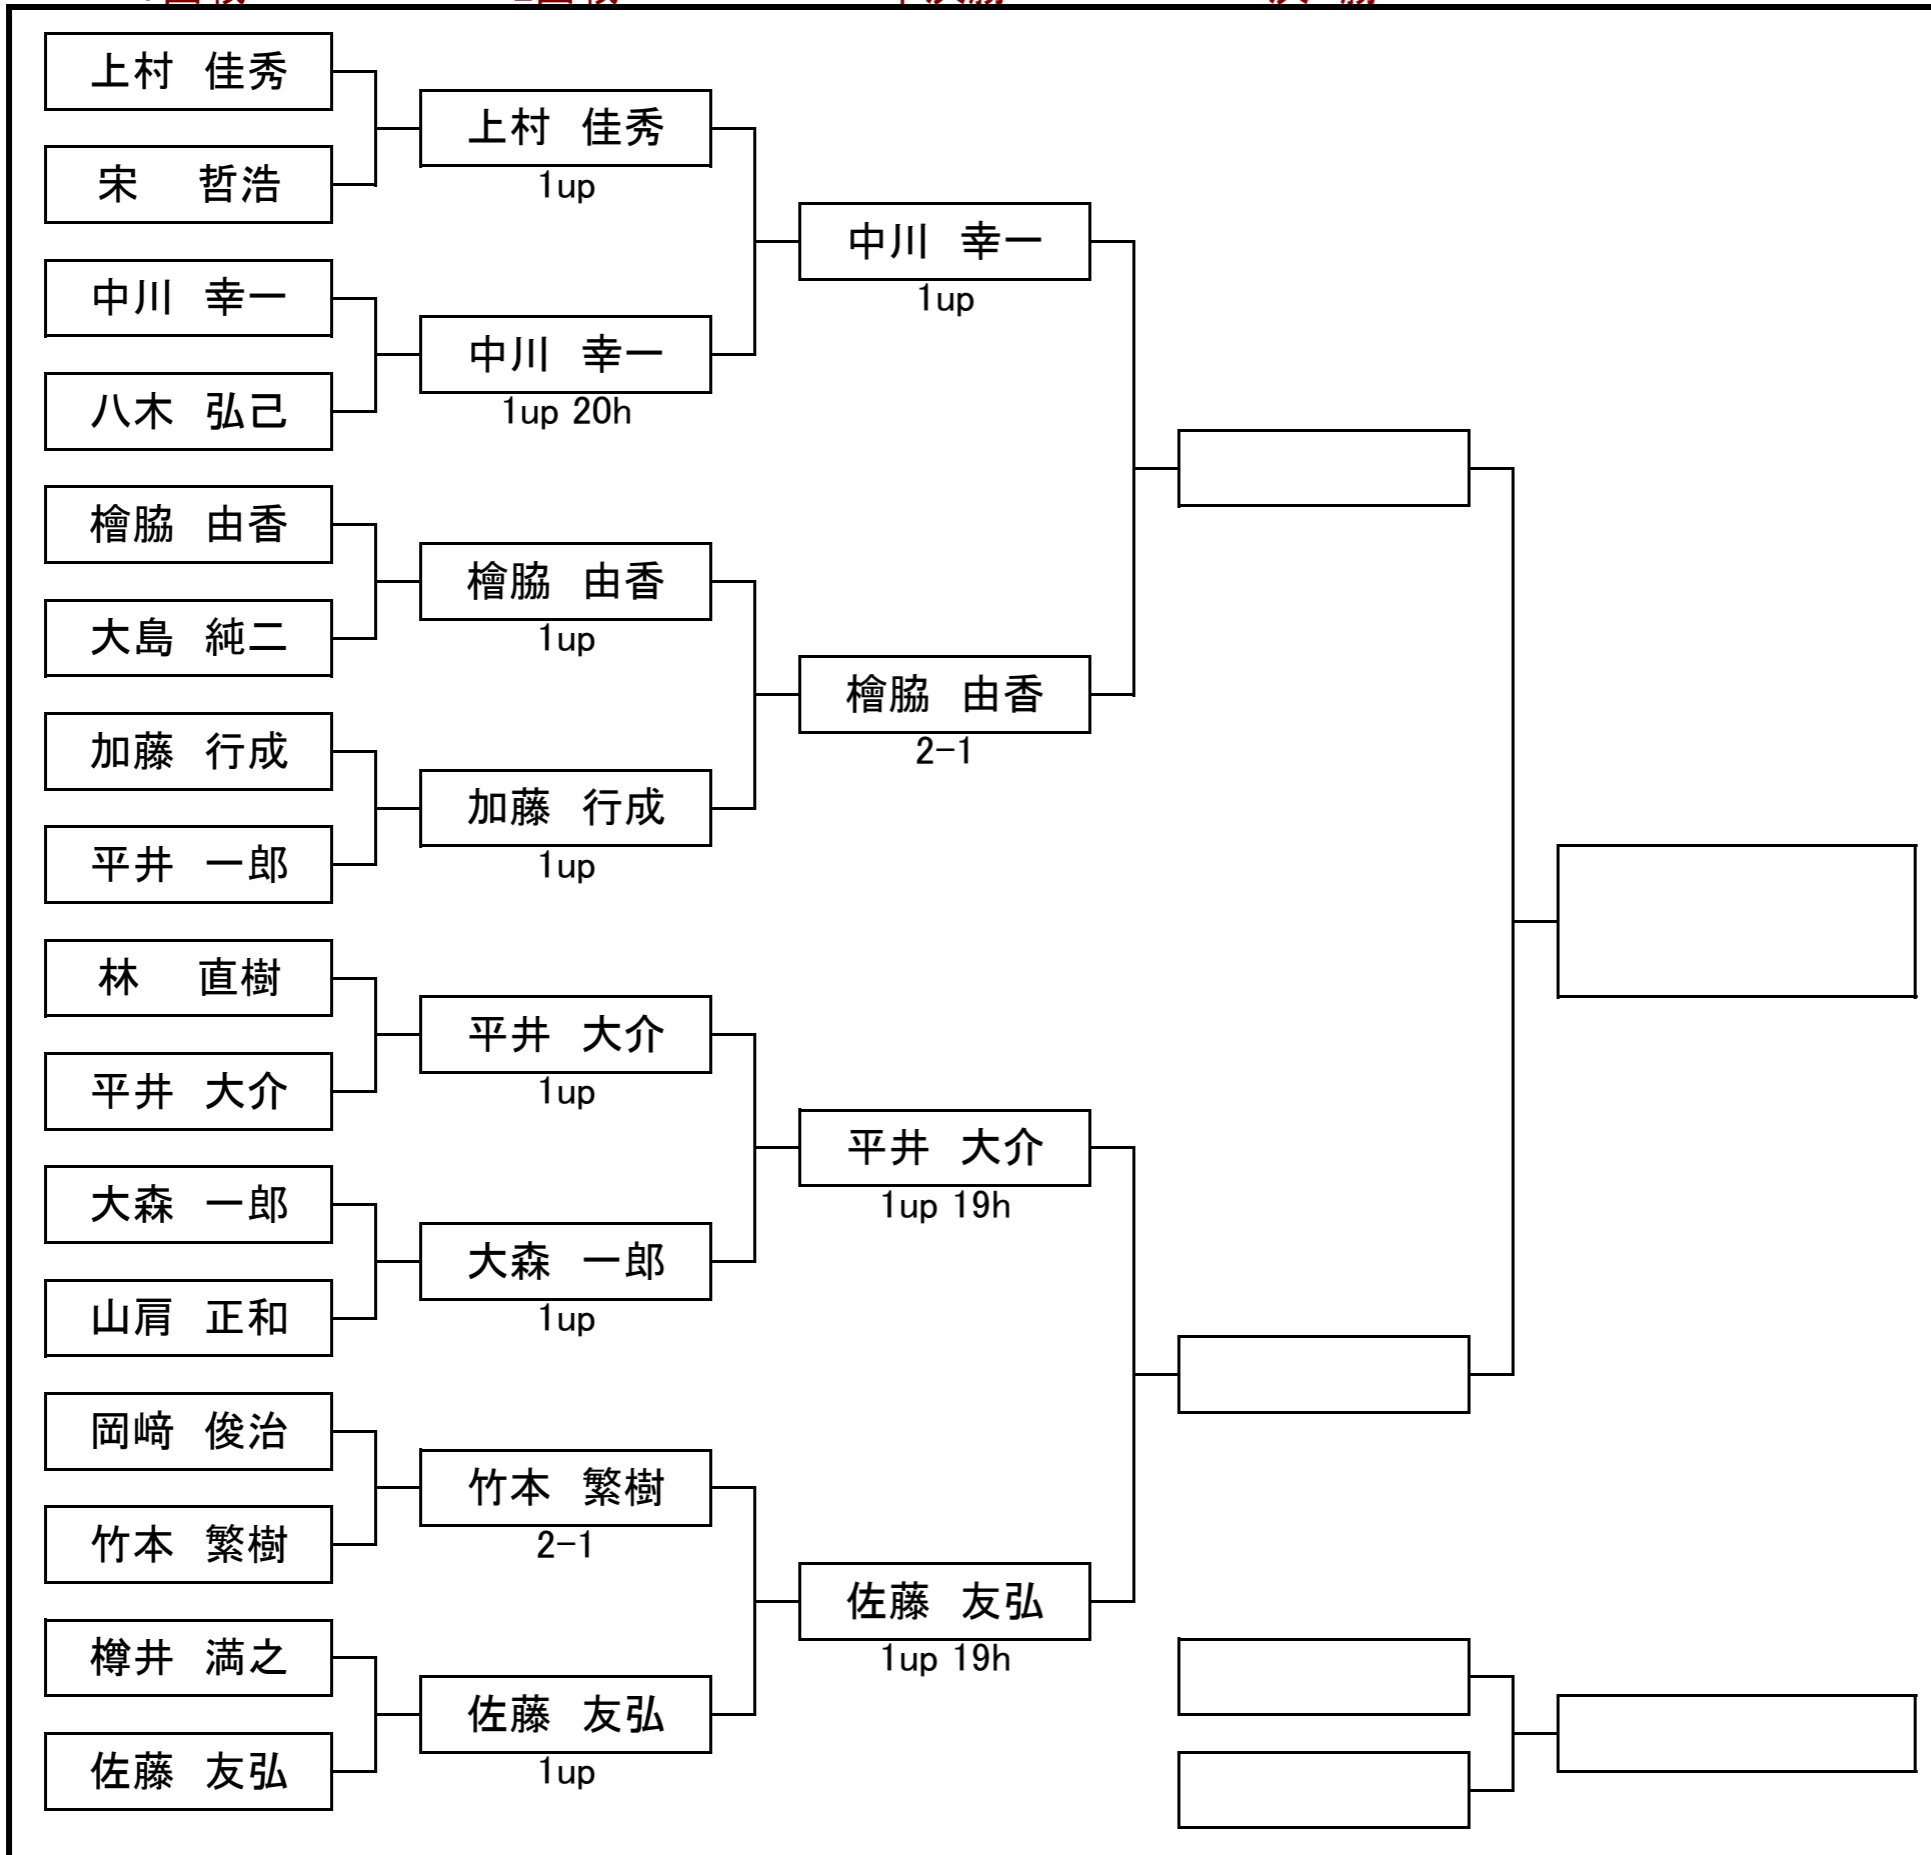 上村 佳秀
宋 哲浩
中川 幸一
八木 弘己
檜脇 由香
大島 純二
加藤 行成
平井 一郎
林 直樹
平井 大介
大森 一郎
山肩 正和
岡﨑 俊治
竹本 繁樹
樽井 満之
佐藤 友弘
上村 佳秀
1up
中川 幸一
1up 20h
檜脇 由香
1up
加藤 行成
1up
平井 大介
1up
大森 一郎
1up
竹本 繁樹
2-1
佐藤 友弘
1up
中川 幸一
1up
檜脇 由香
2-1
平井 大介
1up 19h
佐藤 友弘
1up 19h